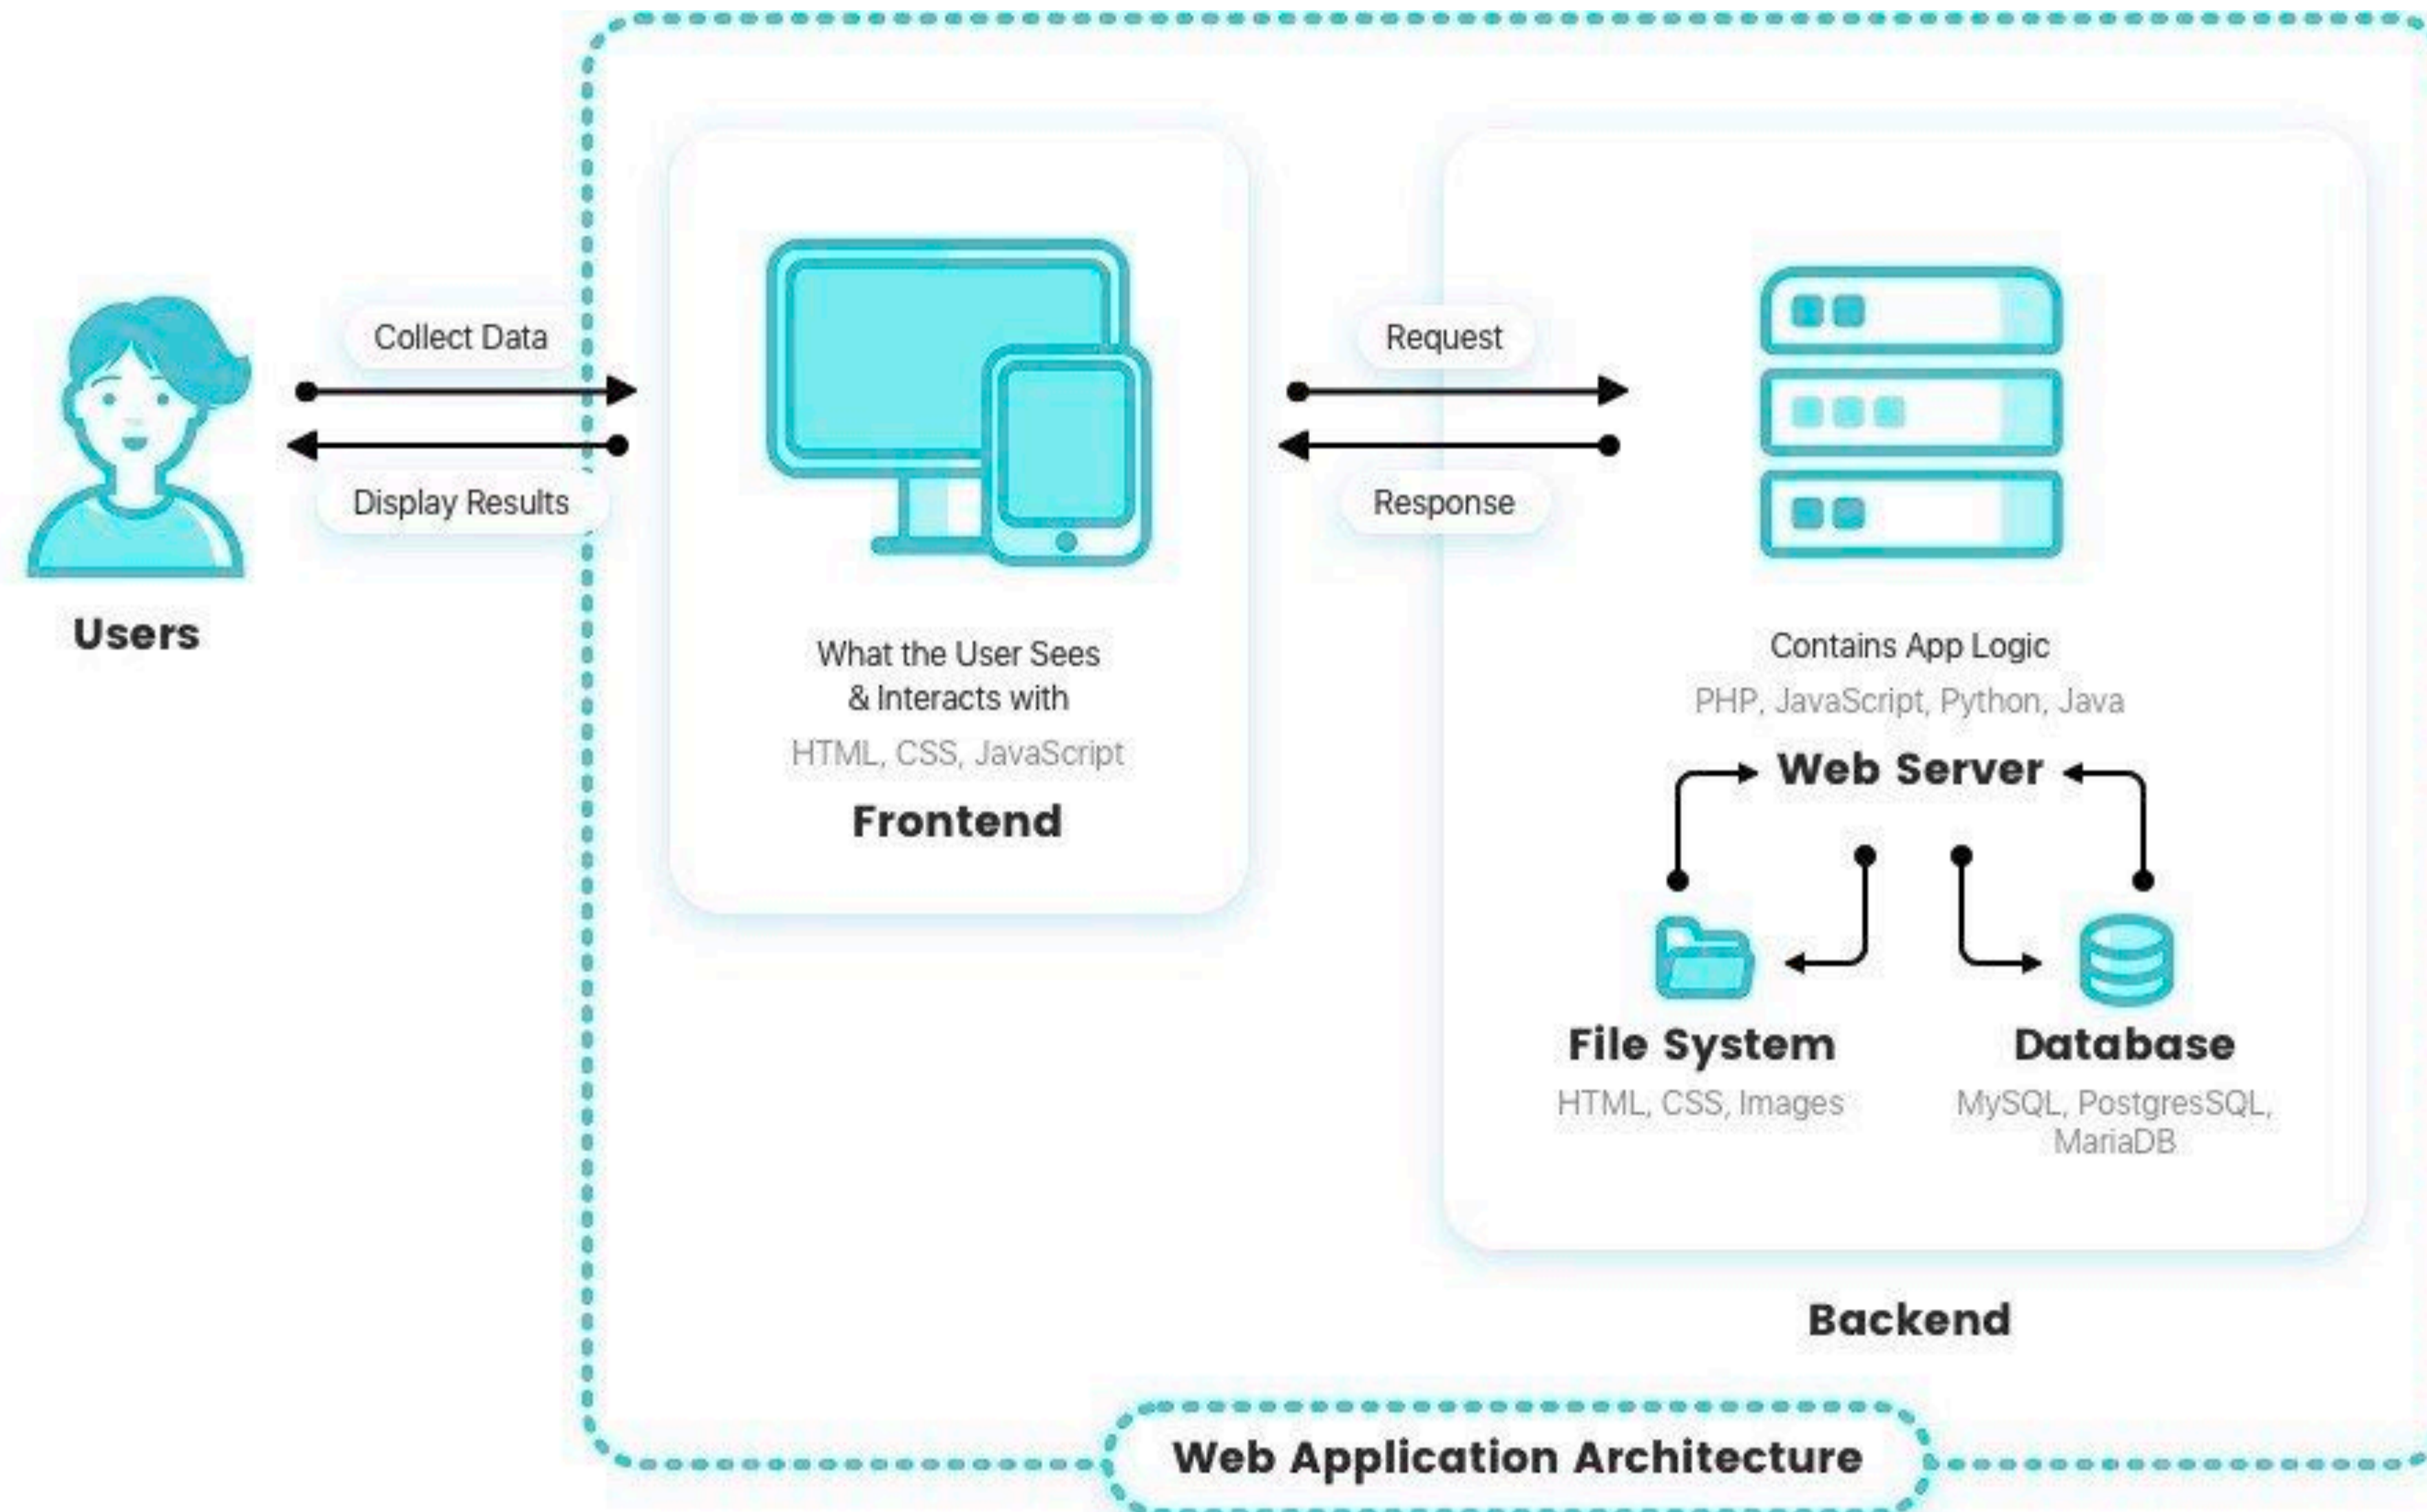 Collect Data
Display Results
Users
What the User Sees
& Interacts with
HTML, CSS, JavaScript
Frontend
Request
Response
Contains App Logic
PHP, JavaScript, Python, Java
Web Server
File System
HTML, CSS, Images
Database
MySQL, PostgresSQL,
MariaDB
Backend
Web Application Architecture